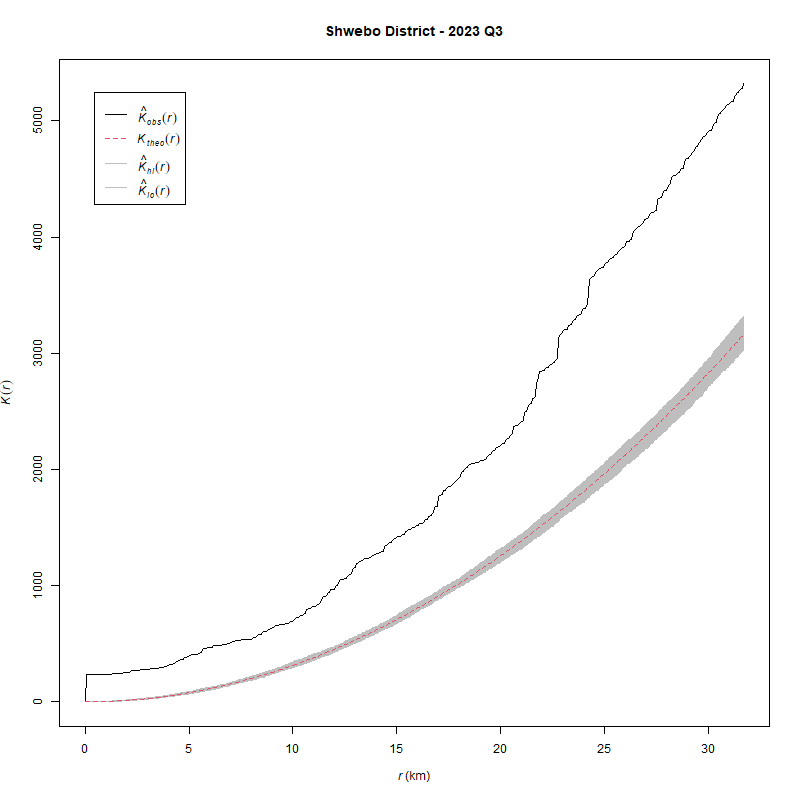 Shwebo District - 2023 Q3
K̂obs(r)
Ktheo(r)
K̂hi(r)
K̂lo(r)
5000
4000
3000
2000
1000
0
K(r)
0 5 10 15 20 25 30
r (km)